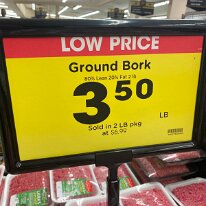 LOW PRICE
Ground Bork
80% Lean 20% Fat 2 lb
3 50
LB
Sold in 2 LB pkg
at $6.99